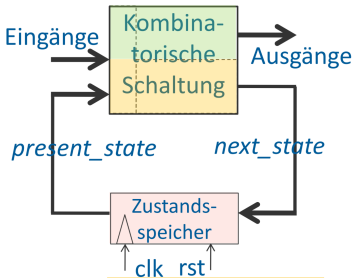 Kombina-
torische
Schaltung
Eingänge
Ausgänge
present_state
next_state
Zustands-
speicher
clk
rst